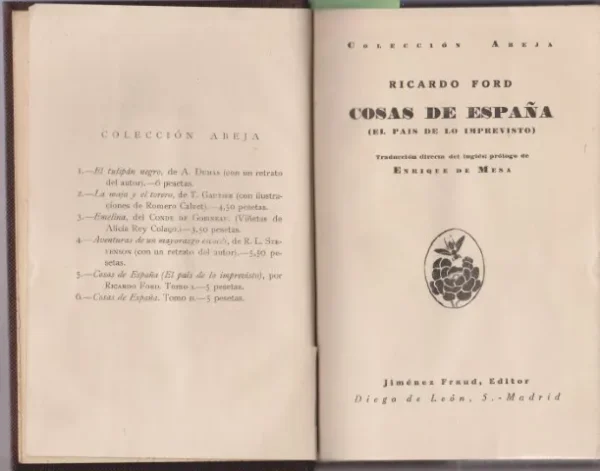 COLECCIÓN ABEJA
1.—El tulipán negro, de A. DUMAS (con un retrato
del autor).—6 pesetas.
2.—La maja y el torero, de T. GAUTIER (con ilustra-
ciones de Romero Calvet).—4,50 pesetas.
3.—Emelina, del CONDE DE GOBINEAU. (Viñetas de
Alicia Rey Colaço.)—3,50 pesetas.
4.—Aventuras de un mayorazgo escocés, de R. L. STE-
VENSON (con un retrato del autor).—5,50 pe-
setas.
5.—Cosas de España (El país de lo imprevisto), por
RICARDO FORD. Tomo I.—5 pesetas.
6.—Cosas de España. Tomo II.—5 pesetas.
COLECCIÓN ABEJA
RICARDO FORD
COSAS DE ESPAÑA
(EL PAIS DE LO IMPREVISTO)
Traducción directa del inglés; prólogo de
ENRIQUE DE MESA
Jiménez Fraud, Editor
Diego de León, 5.-Madrid